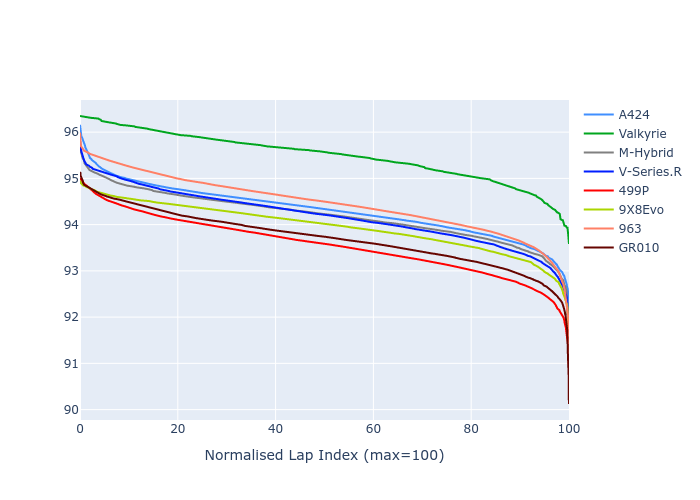 96
95
94
93
92
91
90
0 20 40 60 80 100
Normalised Lap Index (max=100)
A424
Valkyrie
M-Hybrid
V-Series.R
499P
9X8Evo
963
GR010